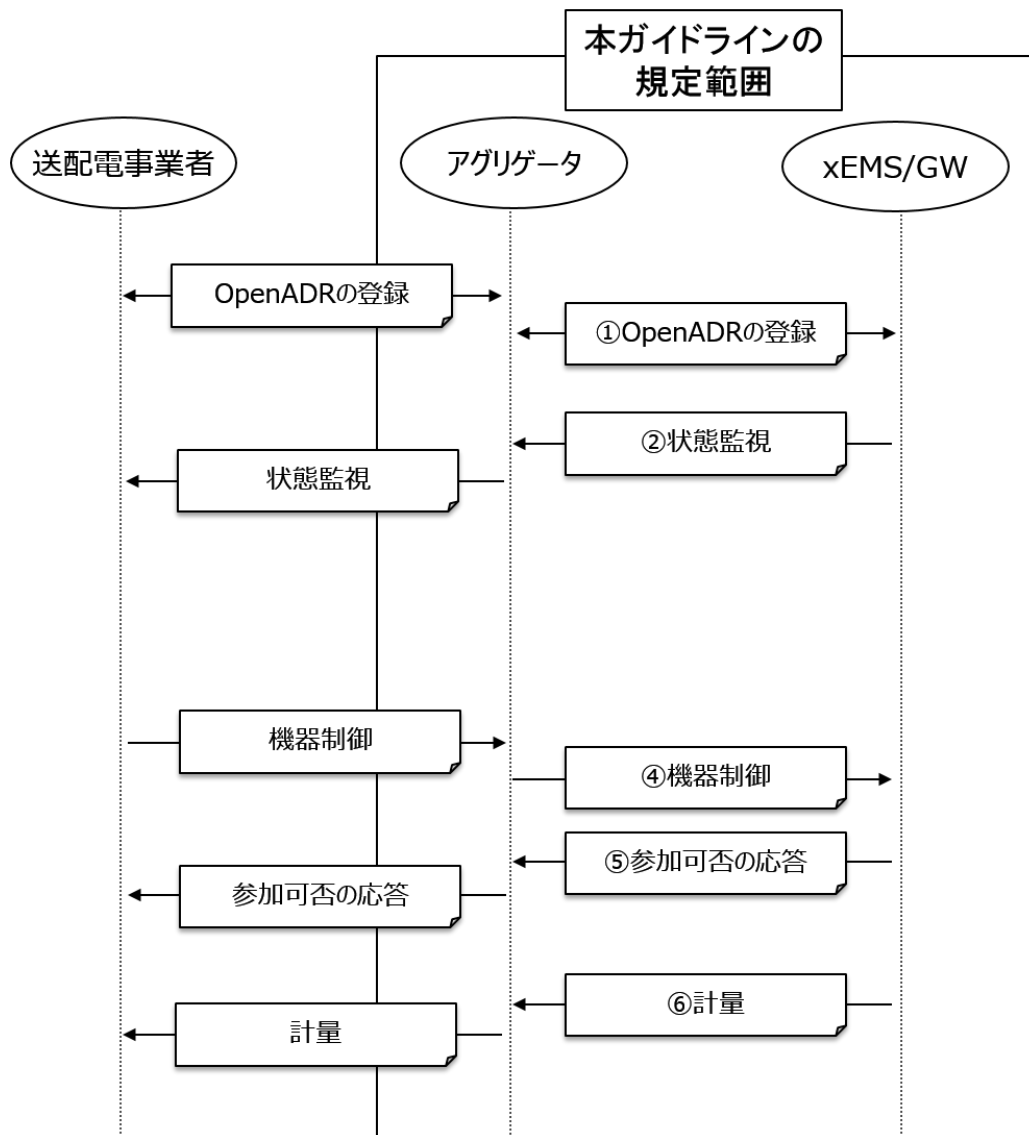 本ガイドラインの
規定範囲
送配電事業者
アグリゲータ
xEMS/GW
OpenADRの登録
①OpenADRの登録
②状態監視
状態監視
機器制御
④機器制御
⑤参加可否の応答
参加可否の応答
⑥計量
計量